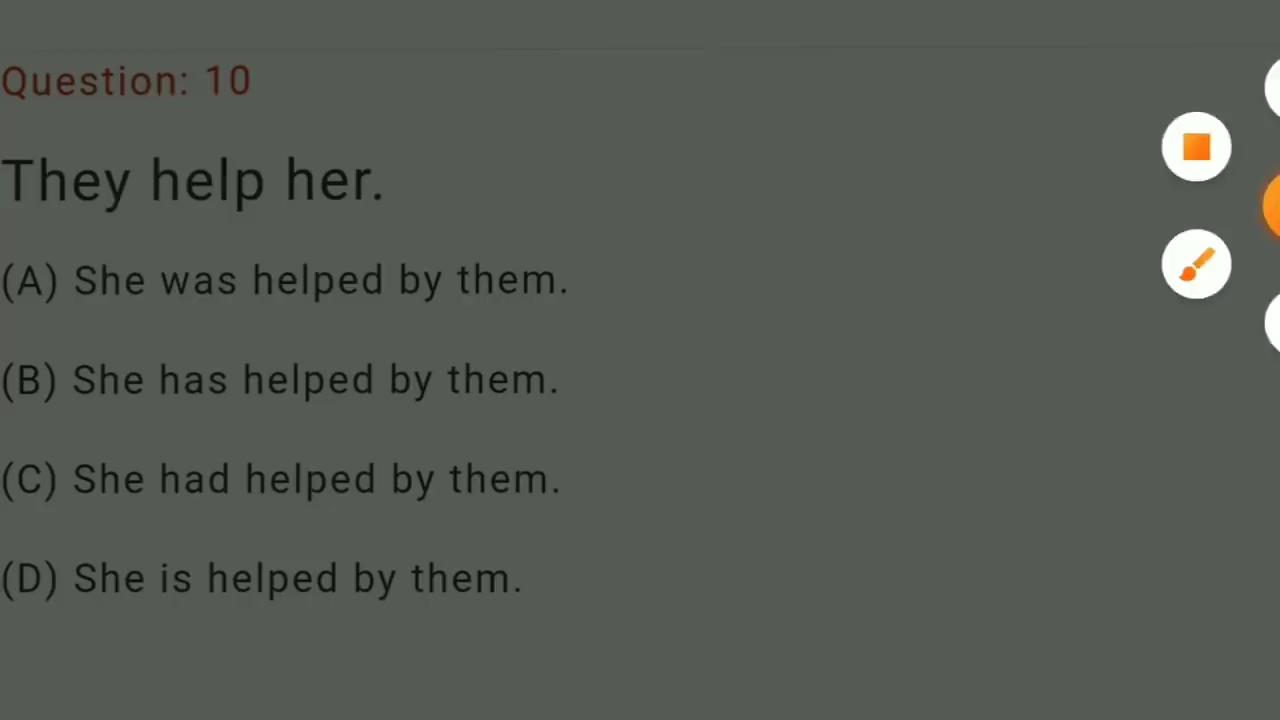 Question: 10
They help her.
(A) She was helped by them.
(B) She has helped by them.
(C) She had helped by them.
(D) She is helped by them.